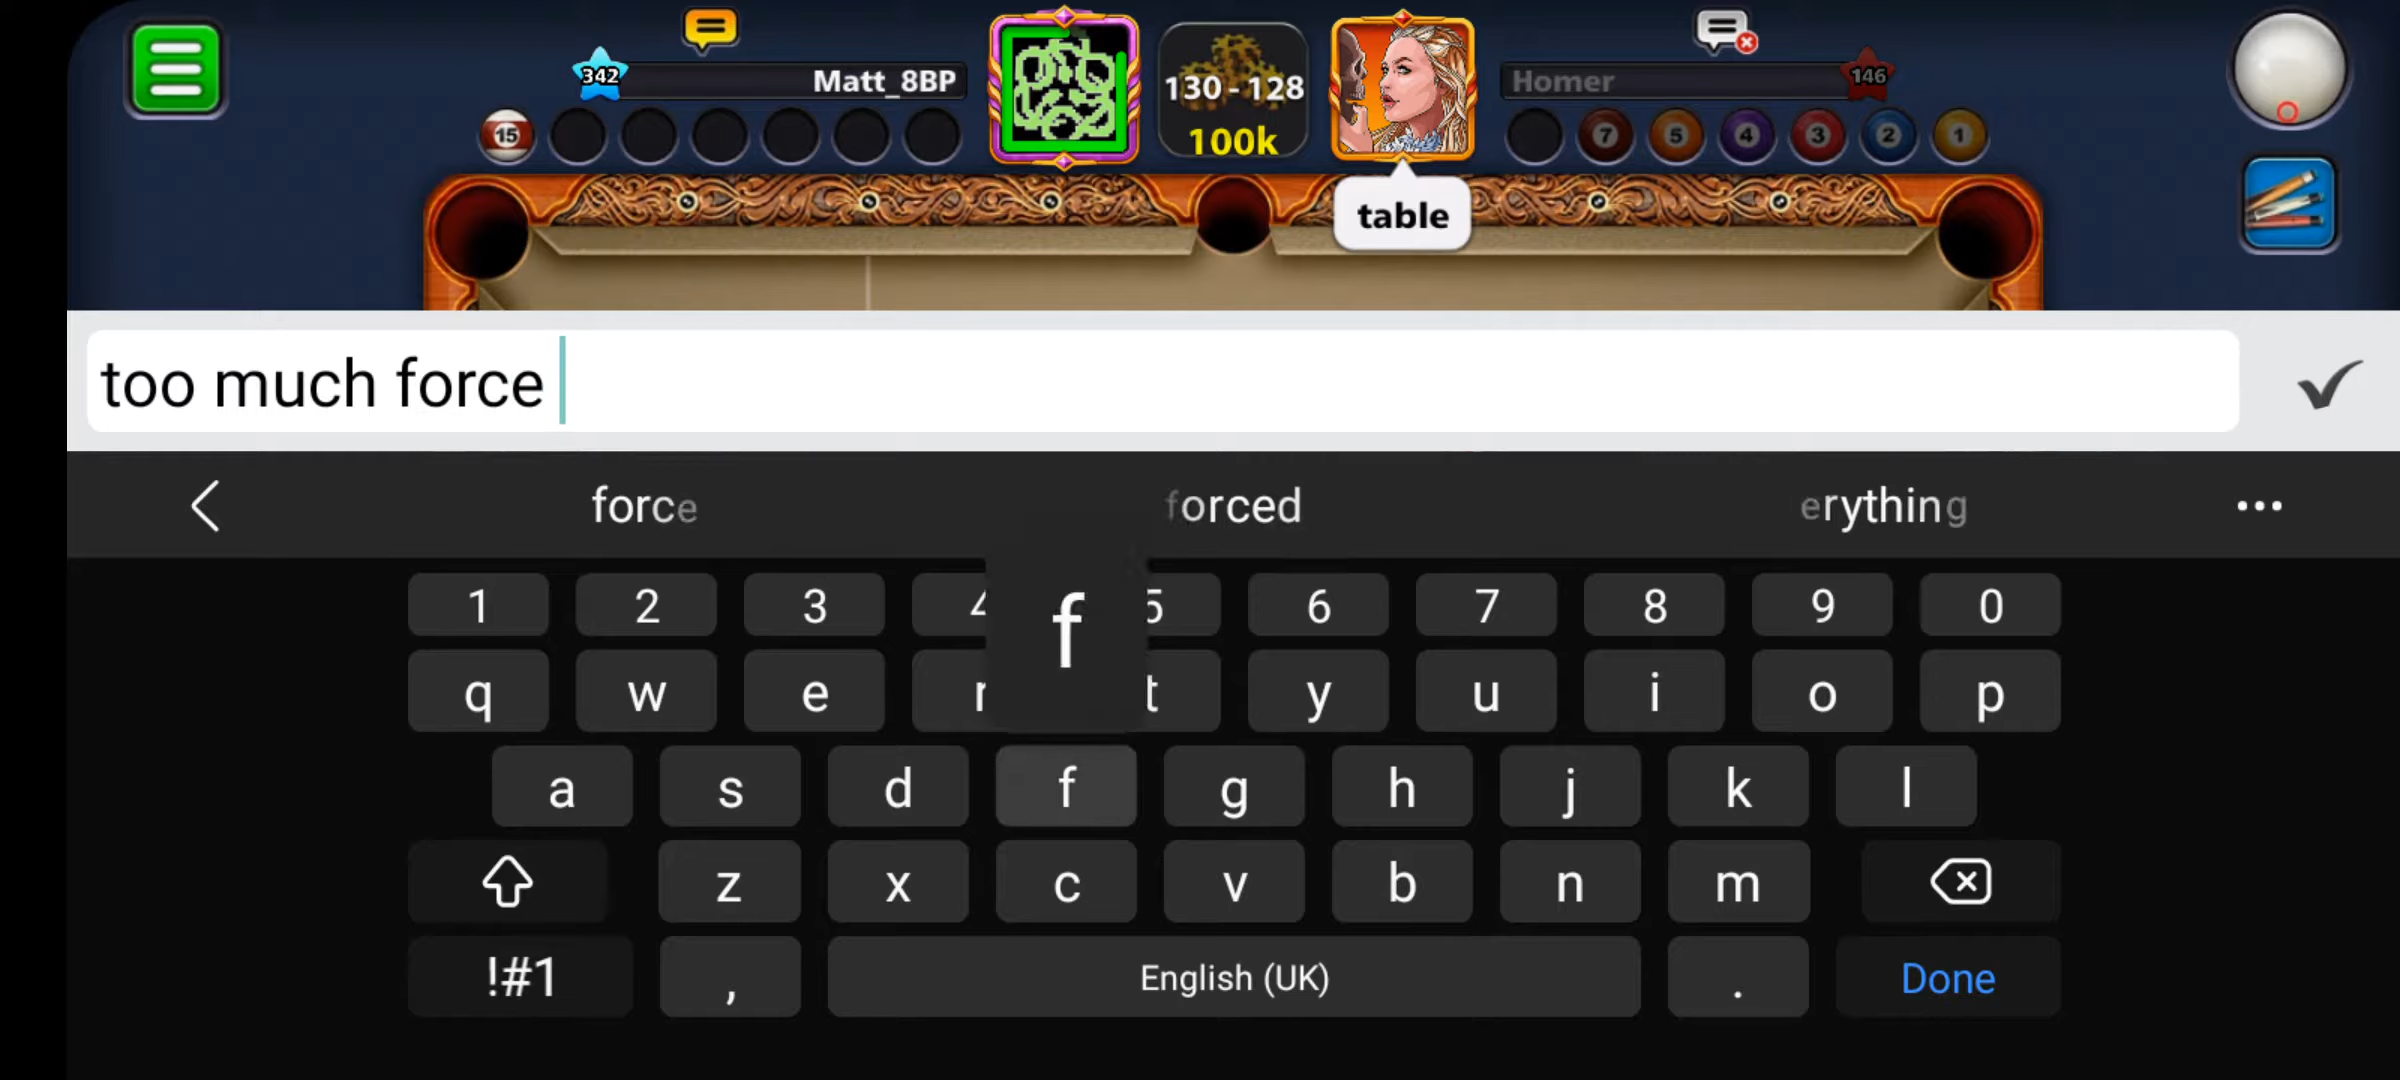 342
Matt_8BP
130 - 128
100k
Homer
146
15
7
5
4
3
2
1
table
too much force
force
forced
erything
1 2 3 4 5 6 7 8 9 0
f
q w e r t y u i o p
a s d f g h j k l
z x c v b n m
!#1 , English (UK) . Done